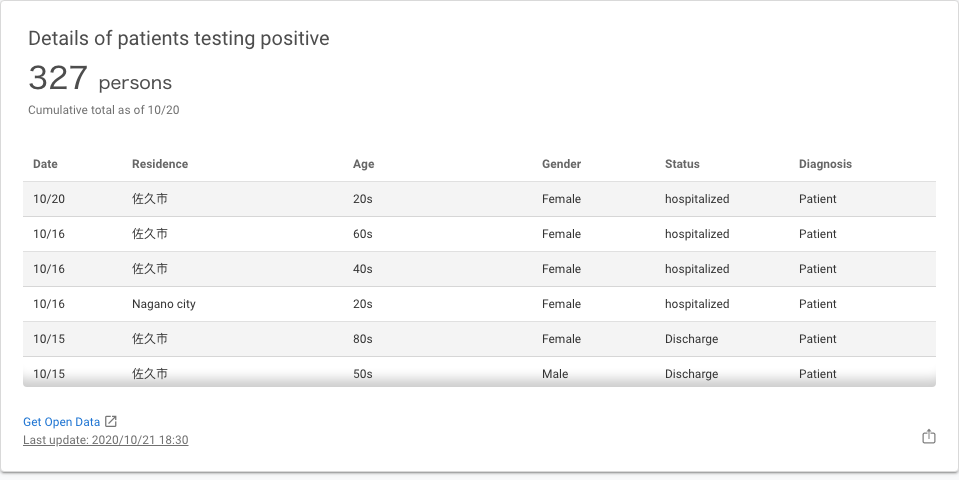 Details of patients testing positive
327 persons
Cumulative total as of 10/20
Date Residence Age Gender Status Diagnosis
10/20 佐久市 20s Female hospitalized Patient
10/16 佐久市 60s Female hospitalized Patient
10/16 佐久市 40s Female hospitalized Patient
10/16 Nagano city 20s Female hospitalized Patient
10/15 佐久市 80s Female Discharge Patient
10/15 佐久市 50s Male Discharge Patient
Get Open Data
Last update: 2020/10/21 18:30